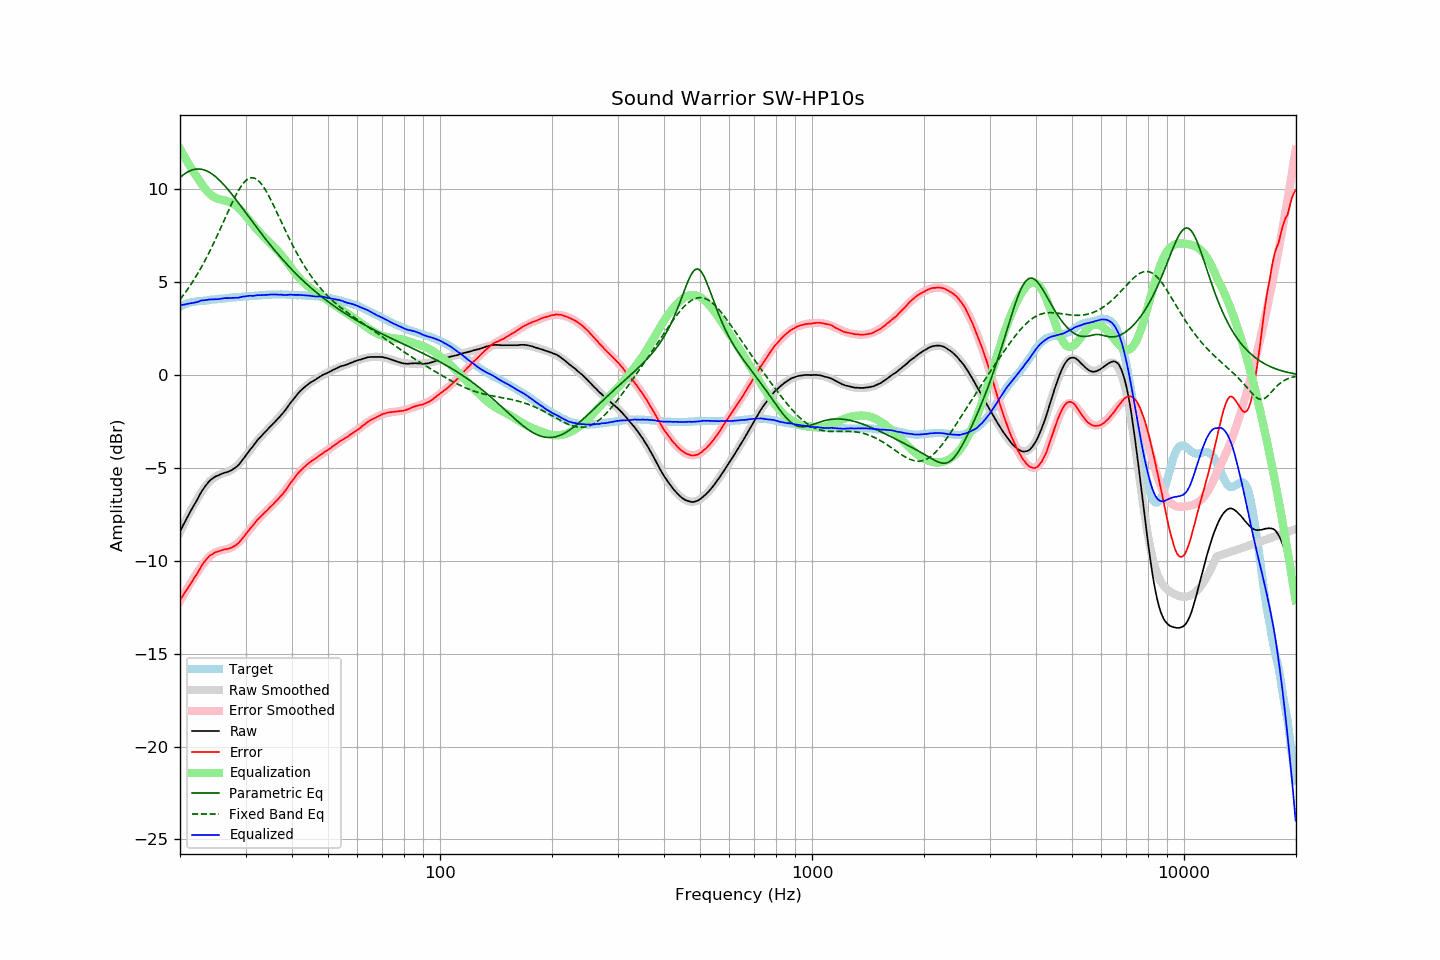 Sound Warrior SW-HP10s
Amplitude (dBr)
10
5
0
−5
−10
−15
−20
−25
Target
Raw Smoothed
Error Smoothed
Raw
Error
Equalization
Parametric Eq
Fixed Band Eq
Equalized
100
1000
10000
Frequency (Hz)